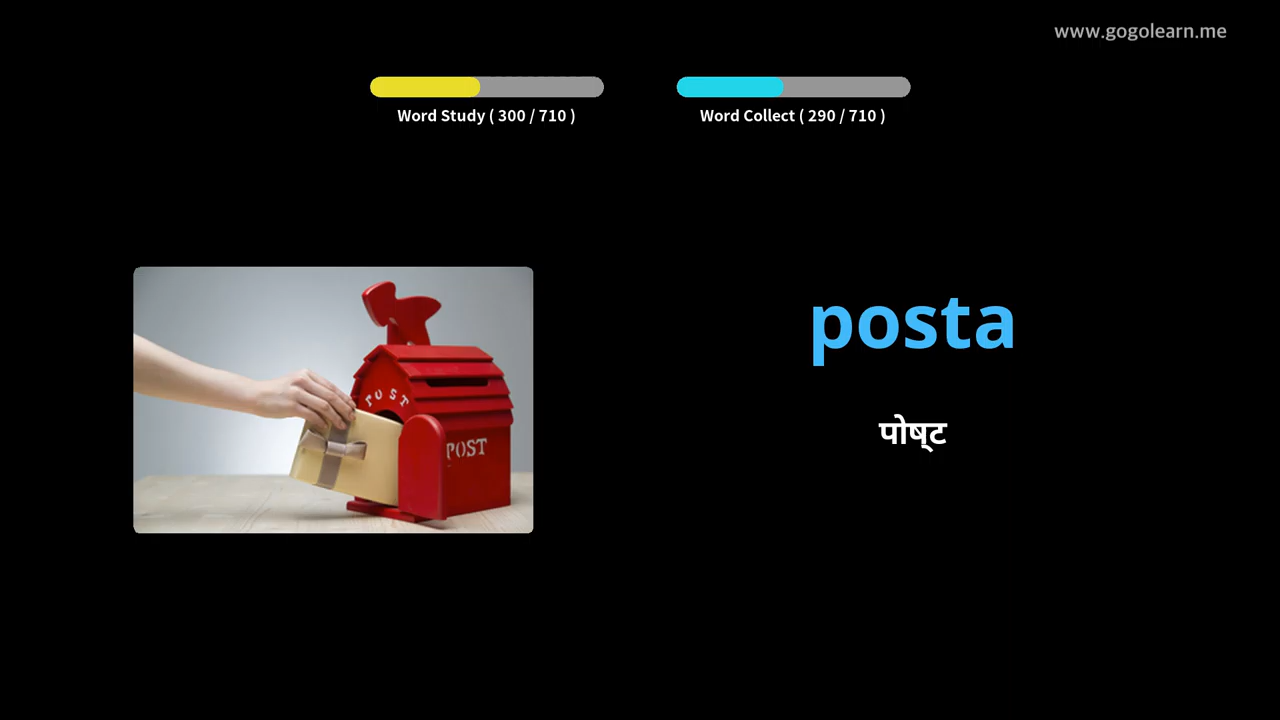 www.gogolearn.me
Word Study ( 300 / 710 )
Word Collect ( 290 / 710 )
POST
POST
posta
पोष्ट